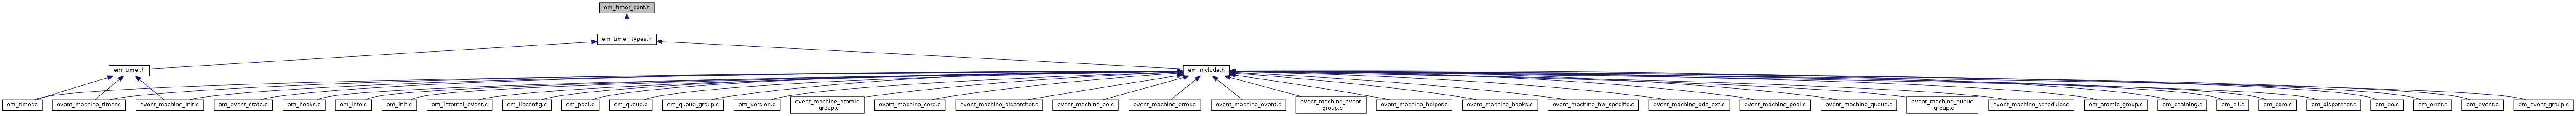 em_timer_conf.h
em_timer_types.h
em_timer.h
em_include.h
em_timer.c
event_machine_timer.c
event_machine_init.c
em_event_state.c
em_hooks.c
em_info.c
em_init.c
em_internal_event.c
em_libconfig.c
em_pool.c
em_queue.c
em_queue_group.c
em_version.c
event_machine_atomic
_group.c
event_machine_core.c
event_machine_dispatcher.c
event_machine_eo.c
event_machine_error.c
event_machine_event.c
event_machine_event
_group.c
event_machine_helper.c
event_machine_hooks.c
event_machine_hw_specific.c
event_machine_odp_ext.c
event_machine_pool.c
event_machine_queue.c
event_machine_queue
_group.c
event_machine_scheduler.c
em_atomic_group.c
em_chaining.c
em_cli.c
em_core.c
em_dispatcher.c
em_eo.c
em_error.c
em_event.c
em_event_group.c